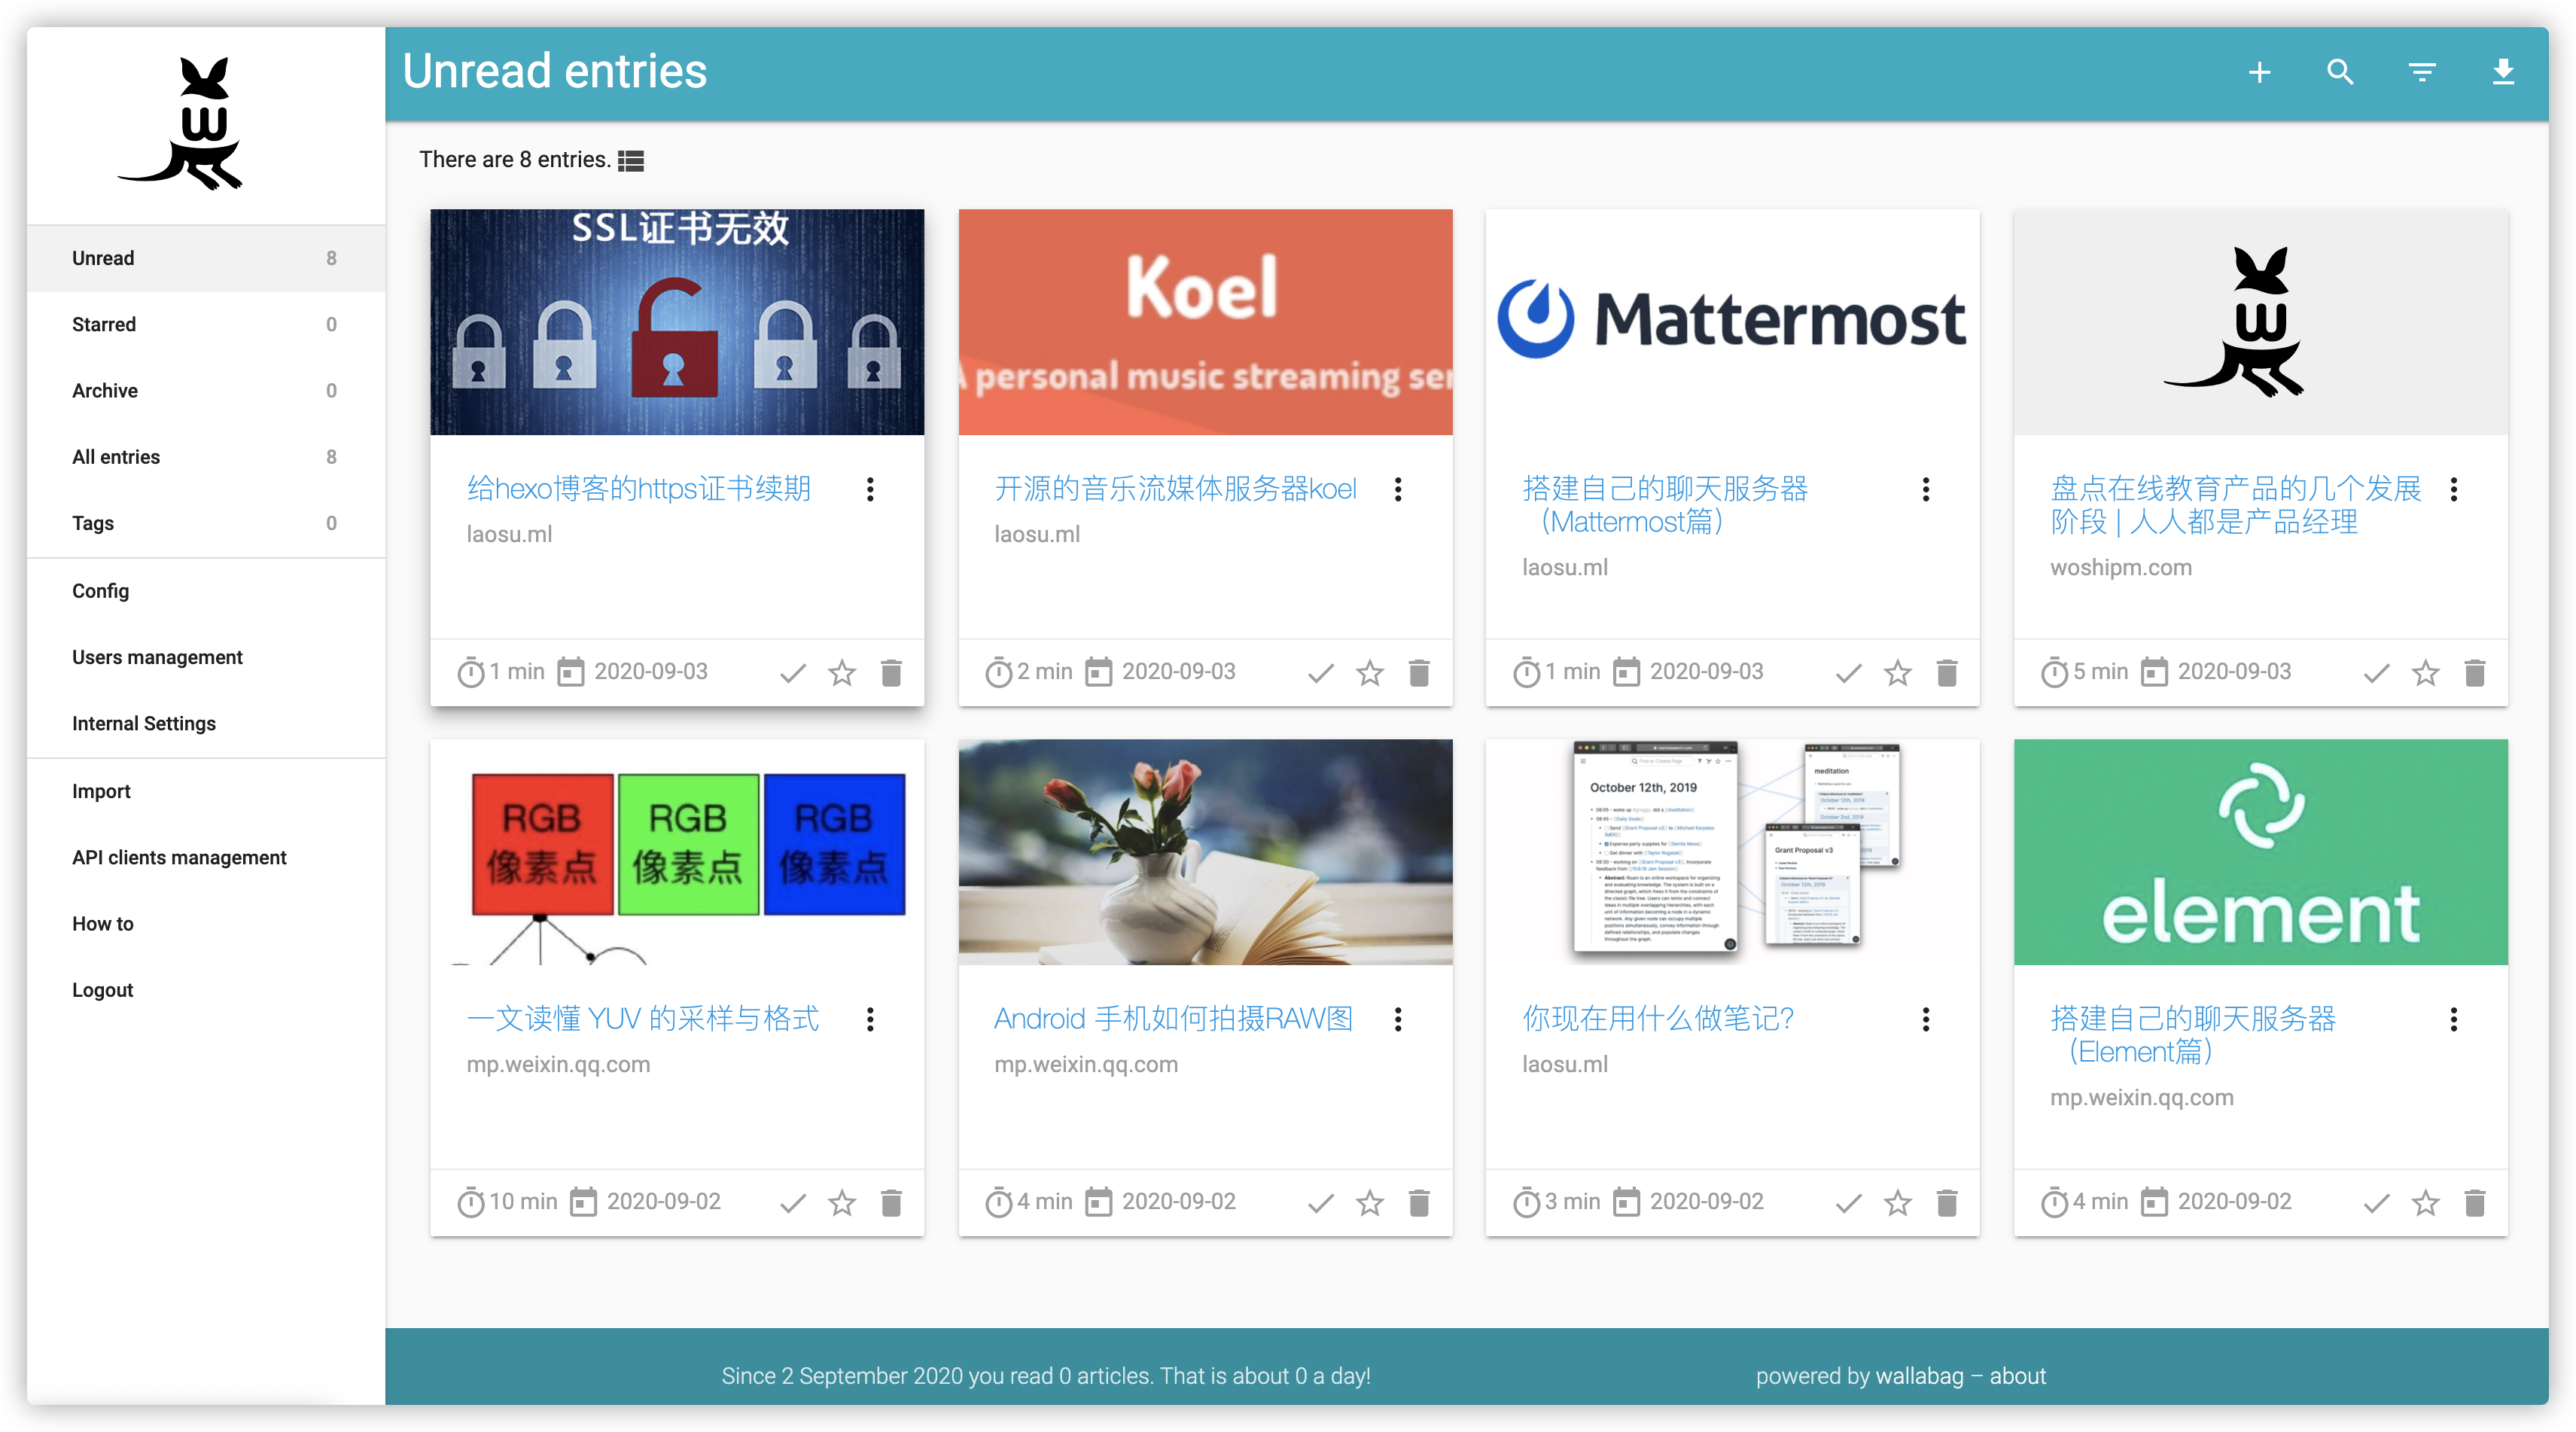 Unread entries
There are 8 entries.
Unread 8
Starred 0
Archive 0
All entries 8
Tags 0
Config
Users management
Internal Settings
Import
API clients management
How to
Logout
SSL证书无效
给hexo博客的https证书续期
laosu.ml
1 min 2020-09-03
Koel
A personal music streaming ser
开源的音乐流媒体服务器koel
laosu.ml
2 min 2020-09-03
Mattermost
搭建自己的聊天服务器
（Mattermost篇）
laosu.ml
1 min 2020-09-03
w
盘点在线教育产品的几个发展
阶段 | 人人都是产品经理
woshipm.com
5 min 2020-09-03
RGB
像素点
RGB
像素点
RGB
像素点
一文读懂 YUV 的采样与格式
mp.weixin.qq.com
10 min 2020-09-02
Android 手机如何拍摄RAW图
mp.weixin.qq.com
4 min 2020-09-02
October 12th, 2019
meditation
October 12th, 2019
October 2nd, 2019
Grant Proposal v3
October 12th, 2019
你现在用什么做笔记?
laosu.ml
3 min 2020-09-02
element
搭建自己的聊天服务器
（Element篇）
mp.weixin.qq.com
4 min 2020-09-02
Since 2 September 2020 you read 0 articles. That is about 0 a day!
powered by wallabag – about